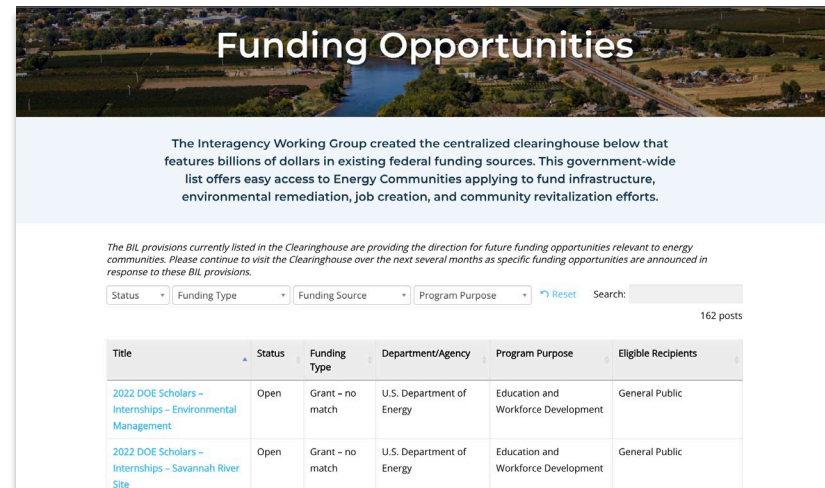 Funding Opportunities
The Interagency Working Group created the centralized clearinghouse below that
features billions of dollars in existing federal funding sources. This government-wide
list offers easy access to Energy Communities applying to fund infrastructure,
environmental remediation, job creation, and community revitalization efforts.
The BIL provisions currently listed in the Clearinghouse are providing the direction for future funding opportunities relevant to energy
communities. Please continue to visit the Clearinghouse over the next several months as specific funding opportunities are announced in
response to these BIL provisions.
Status Funding Type Funding Source Program Purpose Reset Search:
162 posts
Title Status Funding Department/Agency Program Purpose Eligible Recipients
Type
2022 DOE Scholars – Open Grant – no U.S. Department of Education and General Public
Internships – Environmental match Energy Workforce Development
Management
2022 DOE Scholars – Open Grant – no U.S. Department of Education and General Public
Internships – Savannah River match Energy Workforce Development
Site